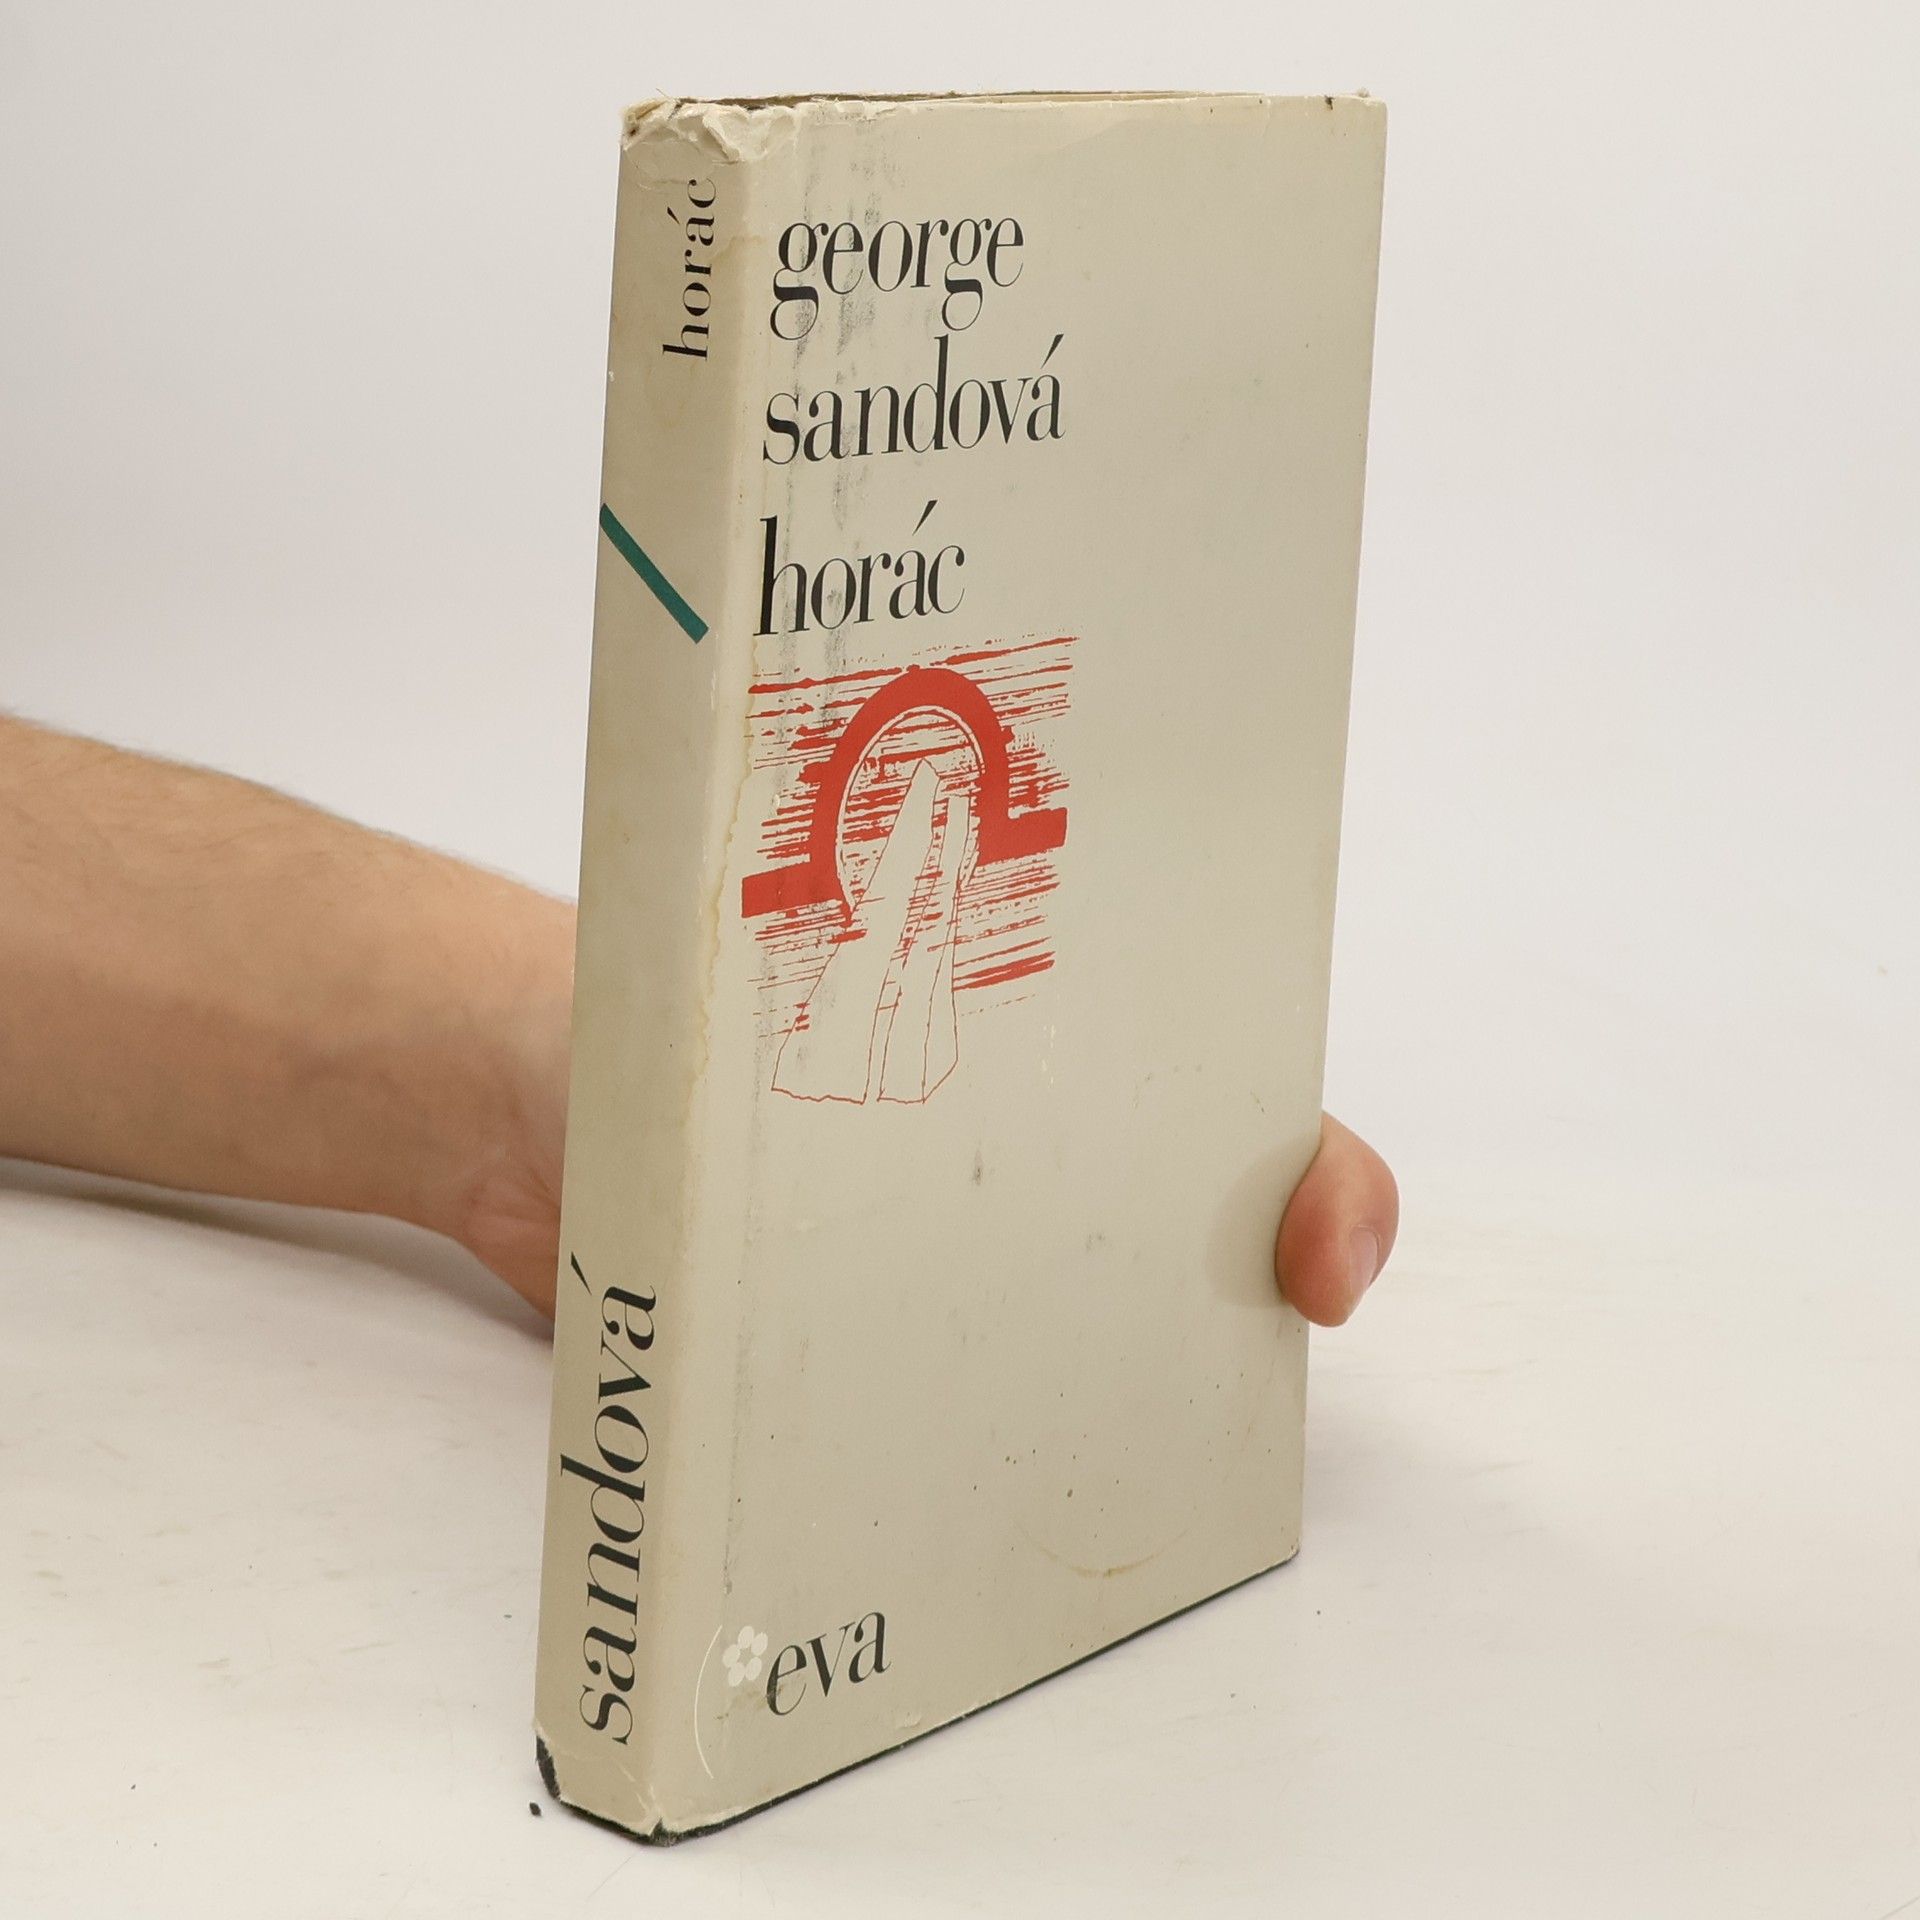 george
sandová
horác
eva
horác
sandová